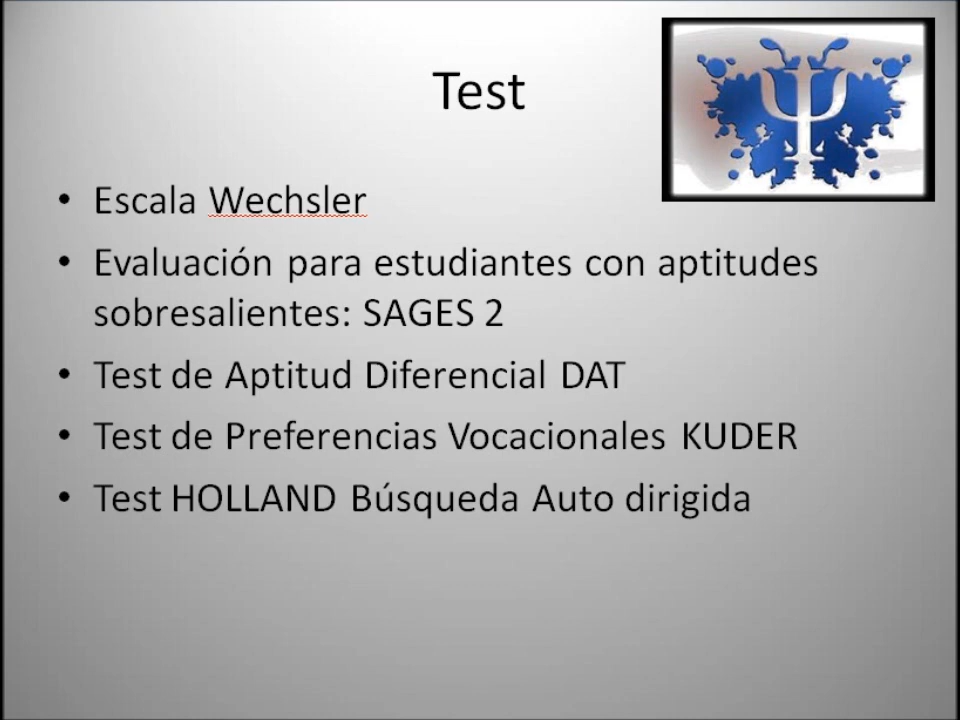 Test
• Escala Wechsler
• Evaluación para estudiantes con aptitudes
sobresalientes: SAGES 2
• Test de Aptitud Diferencial DAT
• Test de Preferencias Vocacionales KUDER
• Test HOLLAND Búsqueda Auto dirigida